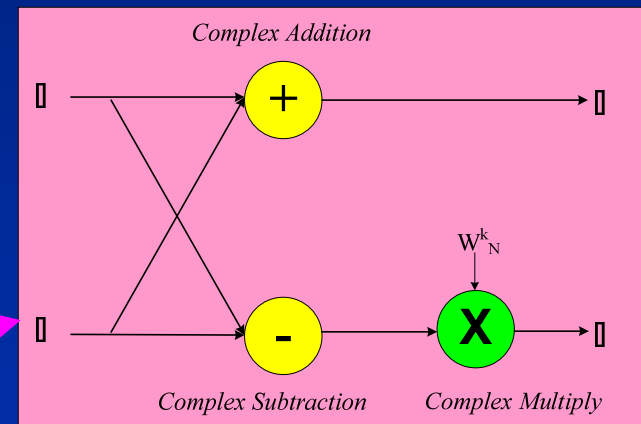 Complex Addition
▯ + ▯
W^k_N
▯ - X ▯
Complex Subtraction Complex Multiply